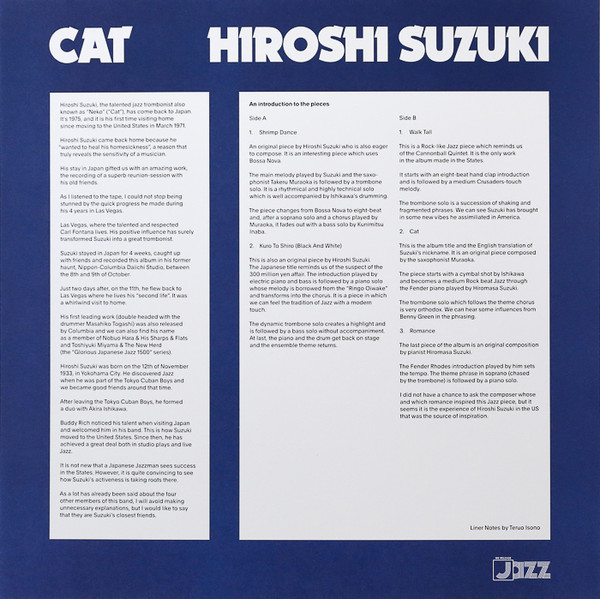 CAT HIROSHI SUZUKI
Hiroshi Suzuki, the talented jazz trombonist also
known as "Neko" ("Cat"), has come back to Japan.
It's 1975, and it is his first time visiting home
since moving to the United States in March 1971.
Hiroshi Suzuki came back home because he
"wanted to heal his homesickness", a reason that
truly reveals the sensitivity of a musician.
His stay in Japan gifted us with an amazing work,
the recording of a superb reunion-session with
his old friends.
As I listened to the tape, I could not stop being
stunned by the quick progress he made during
his 4 years in Las Vegas.
Las Vegas, where the talented and respected
Carl Fontana lives. His positive influence has surely
transformed Suzuki into a great trombonist.
Suzuki stayed in Japan for 4 weeks, caught up
with friends and recorded this album in his former
haunt, Nippon-Columbia Daiichi Studio, between
the 8th and 9th of October.
Just two days after, on the 11th, he flew back to
Las Vegas where he lives his "second life". It was
a whirlwind visit to home.
His first leading work (double headed with the
drummer Masahiko Togashi) was also released
by Columbia and we can also find his name
as a member of Nobuo Hara & His Sharps & Flats
and Toshiyuki Miyama & The New Herd
(the "Glorious Japanese Jazz 1500" series).
Hiroshi Suzuki was born on the 12th of November
1933, in Yokohama City. He discovered Jazz
when he was part of the Tokyo Cuban Boys and
we became good friends around that time.
After leaving the Tokyo Cuban Boys, he formed
a duo with Akira Ishikawa.
Buddy Rich noticed his talent when visiting Japan
and welcomed him in his band. This is how Suzuki
moved to the United States. Since then, he has
achieved a great deal both in studio plays and live
Jazz.
It is not new that a Japanese Jazzman sees success
in the States. However, it is quite convincing to see
how Suzuki's activeness is taking roots there.
As a lot has already been said about the four
other members of this band, I will avoid making
unnecessary explanations, but I would like to say
that they are Suzuki's closest friends.
An introduction to the pieces
Side A
1. Shrimp Dance
An original piece by Hiroshi Suzuki who is also eager
to compose. It is an interesting piece which uses
Bossa Nova.
The main melody played by Suzuki and the saxo-
phonist Takeru Muraoka is followed by a trombone
solo. It is a rhythmical and highly technical solo
which is well accompanied by Ishikawa's drumming.
The piece changes from Bossa Nova to eight-beat
and, after a soprano solo and a chorus played by
Muraoka, it fades out with a bass solo by Kunimitsu
Inaba.
2. Kuro To Shiro (Black And White)
This is also an original piece by Hiroshi Suzuki.
The Japanese title reminds us of the suspect of the
300 million yen affair. The introduction played by
electric piano and bass is followed by a piano solo
whose melody is borrowed from the "Ringo Oiwake"
and transforms into the chorus. It is a piece in which
we can feel the tradition of Jazz with a modern
touch.
The dynamic trombone solo creates a highlight and
is followed by a bass solo without accompaniment.
At last, the piano and the drum get back on stage
and the ensemble theme returns.
Side B
1. Walk Tall
This is a Rock-like Jazz piece which reminds us
of the Cannonball Quintet. It is the only work
in the album made in the States.
It starts with an eight-beat hand clap introduction
and is followed by a medium Crusaders-touch
melody.
The trombone solo is a succession of shaking and
fragmented phrases. We can see Suzuki has brought
in some new vibes he assimilated in America.
2. Cat
This is the album title and the English translation of
Suzuki's nickname. It is an original piece composed
by the saxophonist Muraoka.
The piece starts with a cymbal shot by Ishikawa
and becomes a medium Rock beat Jazz through
the Fender piano played by Hiromasa Suzuki.
The trombone solo which follows the theme chorus
is very orthodox. We can hear some influences from
Benny Green in the phrasing.
3. Romance
The last piece of the album is an original composition
by pianist Hiromasa Suzuki.
The Fender Rhodes introduction played by him sets
the tempo. The theme phrase in soprano (chased
by the trombone) is followed by a piano solo.
I did not have a chance to ask the composer whose
and which romance inspired this Jazz piece, but it
seems it is the experience of Hiroshi Suzuki in the US
that was the source of inspiration.
Liner Notes by Teruo Isono
JAZZ